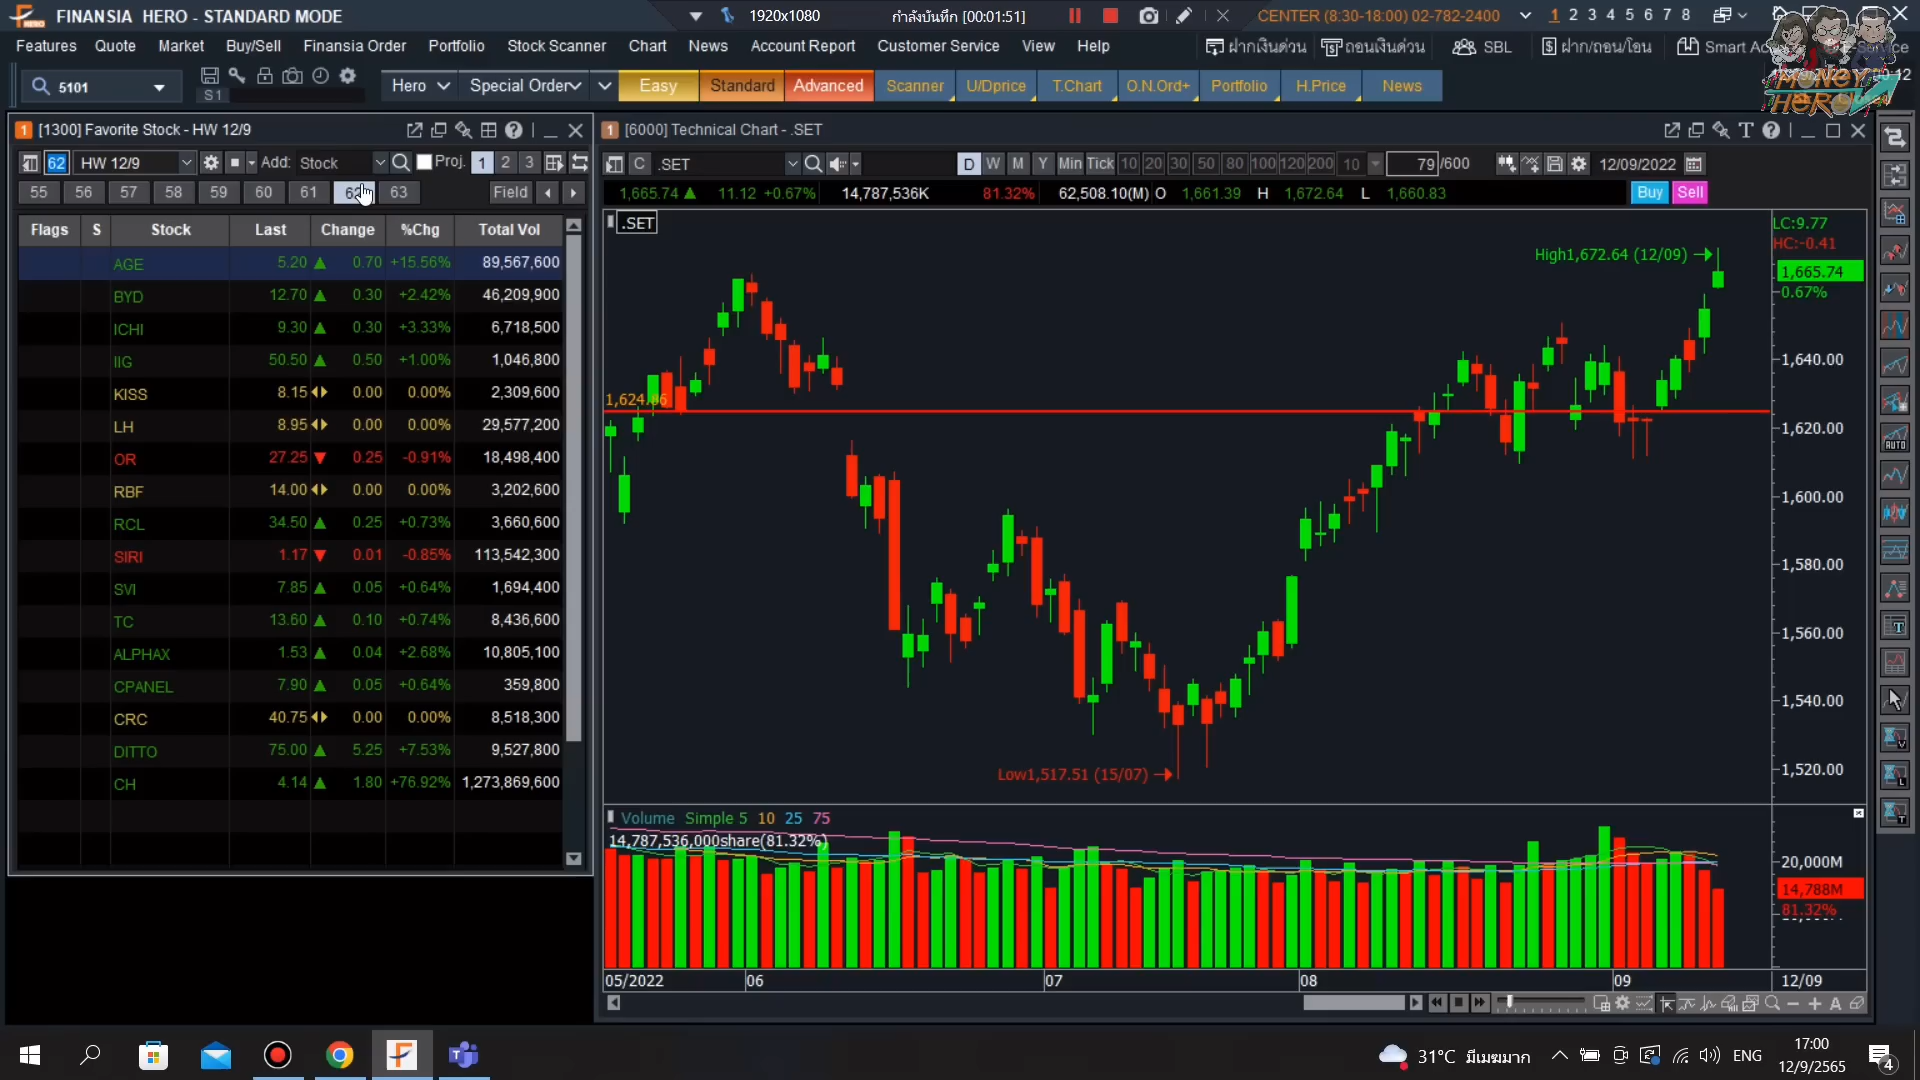 FINANSIA HERO - STANDARD MODE
1920x1080
กำลังบันทึก [00:01:51]
CENTER (8:30-18:00) 02-782-2400
1 2 3 4 5 6 7 8
Features Quote Market Buy/Sell Finansia Order Portfolio Stock Scanner Chart News Account Report Customer Service View Help
ฝากเงินด่วน ถอนเงินด่วน SBL ฝาก/ถอน/โอน Smart
MONEY HERO
5101 S1
Hero Special Order Easy Standard Advanced Scanner U/Dprice T.Chart O.N.Ord+ Portfolio H.Price News
1 [1300] Favorite Stock - HW 12/9
62 HW 12/9 Add: Stock Proj. 1 2 3
55 56 57 58 59 60 61 62 63 Field
Flags S Stock Last Change %Chg Total Vol
AGE 5.20 ▲ 0.70 +15.56% 89,567,600
BYD 12.70 ▲ 0.30 +2.42% 46,209,900
ICHI 9.30 ▲ 0.30 +3.33% 6,718,500
IIG 50.50 ▲ 0.50 +1.00% 1,046,800
KISS 8.15 0.00 0.00% 2,309,600
LH 8.95 0.00 0.00% 29,577,200
OR 27.25 ▼ 0.25 -0.91% 18,498,400
RBF 14.00 0.00 0.00% 3,202,600
RCL 34.50 ▲ 0.25 +0.73% 3,660,600
SIRI 1.17 ▼ 0.01 -0.85% 113,542,300
SVI 7.85 ▲ 0.05 +0.64% 1,694,400
TC 13.60 ▲ 0.10 +0.74% 8,436,600
ALPHAX 1.53 ▲ 0.04 +2.68% 10,805,100
CPANEL 7.90 ▲ 0.05 +0.64% 359,800
CRC 40.75 0.00 0.00% 8,518,300
DITTO 75.00 ▲ 5.25 +7.53% 9,527,800
CH 4.14 ▲ 1.80 +76.92% 1,273,869,600
1 [6000] Technical Chart - .SET
C .SET D W M Y Min Tick 10 20 30 50 80 100 120 200 10 79 /600 12/09/2022
1,665.74 ▲ 11.12 +0.67% 14,787,536K 81.32% 62,508.10(M) O 1,661.39 H 1,672.64 L 1,660.83 Buy Sell
.SET
LC:9.77
HC:-0.41
High1,672.64 (12/09)
1,665.74
0.67%
1,640.00
1,624.86
1,620.00
1,600.00
1,580.00
1,560.00
1,540.00
1,520.00
Low1,517.51 (15/07)
Volume Simple 5 10 25 75
14,787,536,000share(81.32%)
20,000M
14,788M
81.32%
05/2022 06 07 08 09 12/09
AUTO
31°C มีเมฆมาก ENG
17:00
12/9/2565
4